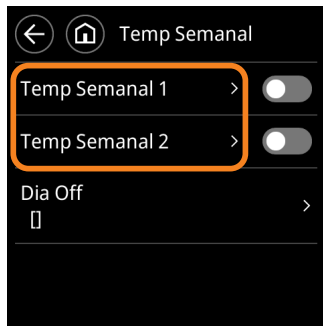 Temp Semanal
Temp Semanal 1
Temp Semanal 2
Dia Off
[]